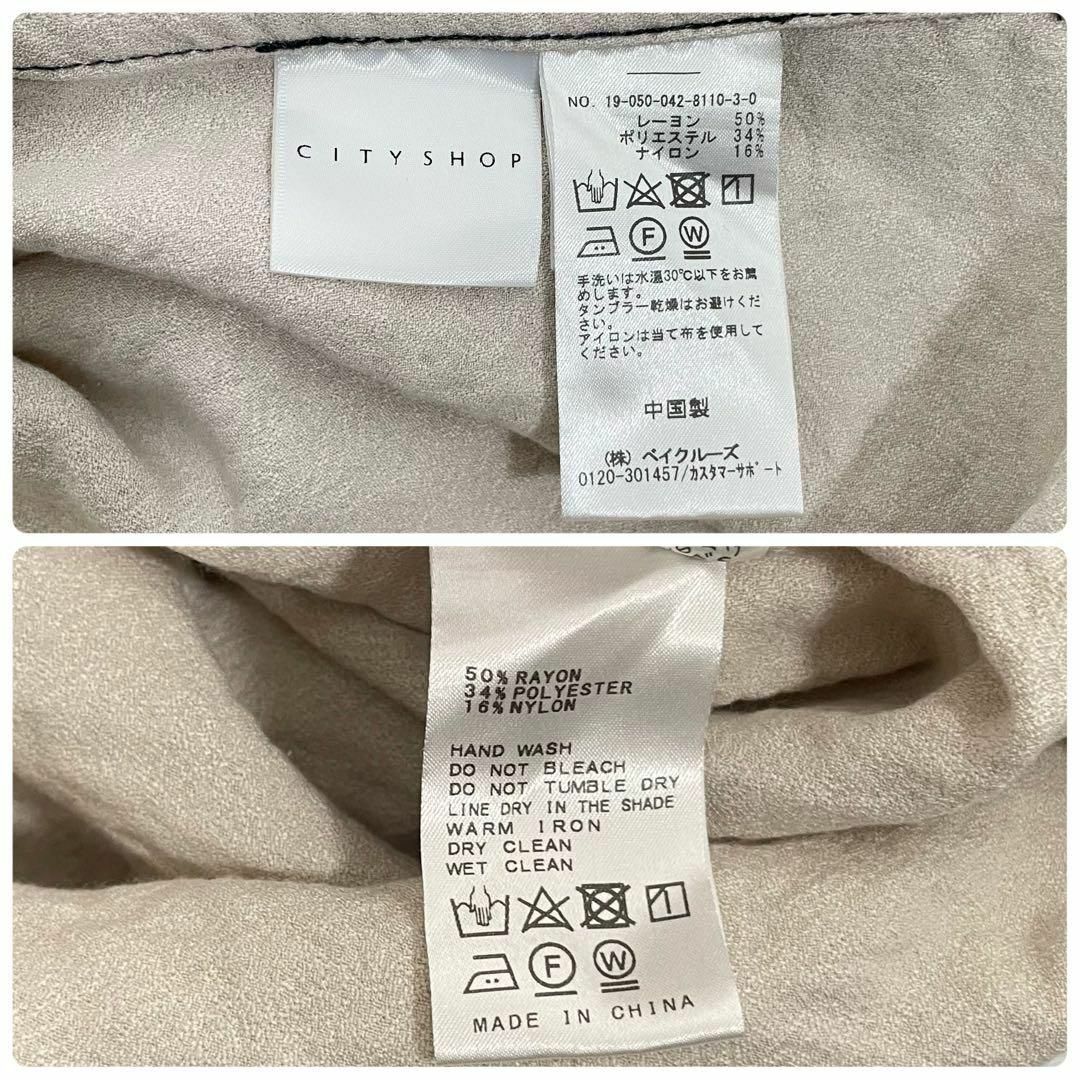 CITYSHOP
NO. 19-050-042-8110-3-0
レーヨン 50%
ポリエステル 34%
ナイロン 16%
F W
手洗いは水温30℃以下をお薦
めします。
タンブラー乾燥はお避けくだ
さい。
アイロンは当て布を使用して
ください。
中国製
(株) ベイクルーズ
0120-301457/カスタマーサポート
50% RAYON
34% POLYESTER
16% NYLON
HAND WASH
DO NOT BLEACH
DO NOT TUMBLE DRY
LINE DRY IN THE SHADE
WARM IRON
DRY CLEAN
WET CLEAN
F W
MADE IN CHINA